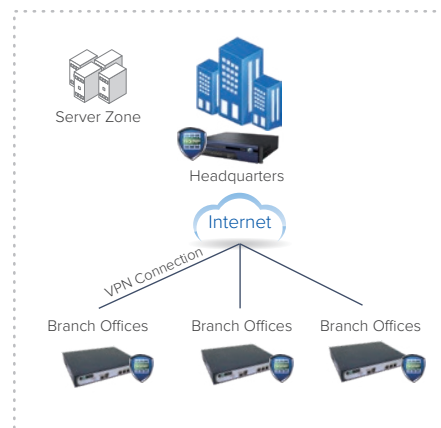 Server Zone
Headquarters
Internet
VPN Connection
Branch Offices
Branch Offices
Branch Offices